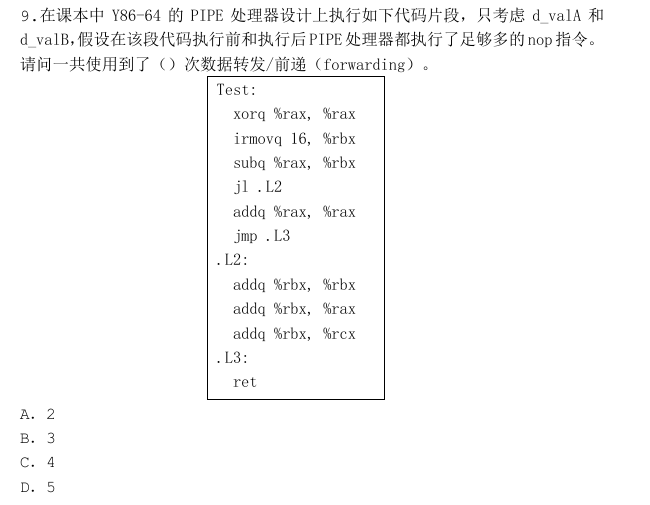 9.在课本中 Y86-64 的 PIPE 处理器设计上执行如下代码片段，只考虑 d_valA 和
d_valB,假设在该段代码执行前和执行后PIPE处理器都执行了足够多的nop指令。
请问一共使用到了（）次数据转发/前递（forwarding）。
Test:
xorq %rax, %rax
irmovq 16, %rbx
subq %rax, %rbx
jl .L2
addq %rax, %rax
jmp .L3
.L2:
addq %rbx, %rbx
addq %rbx, %rax
addq %rbx, %rcx
.L3:
ret
A. 2
B. 3
C. 4
D. 5